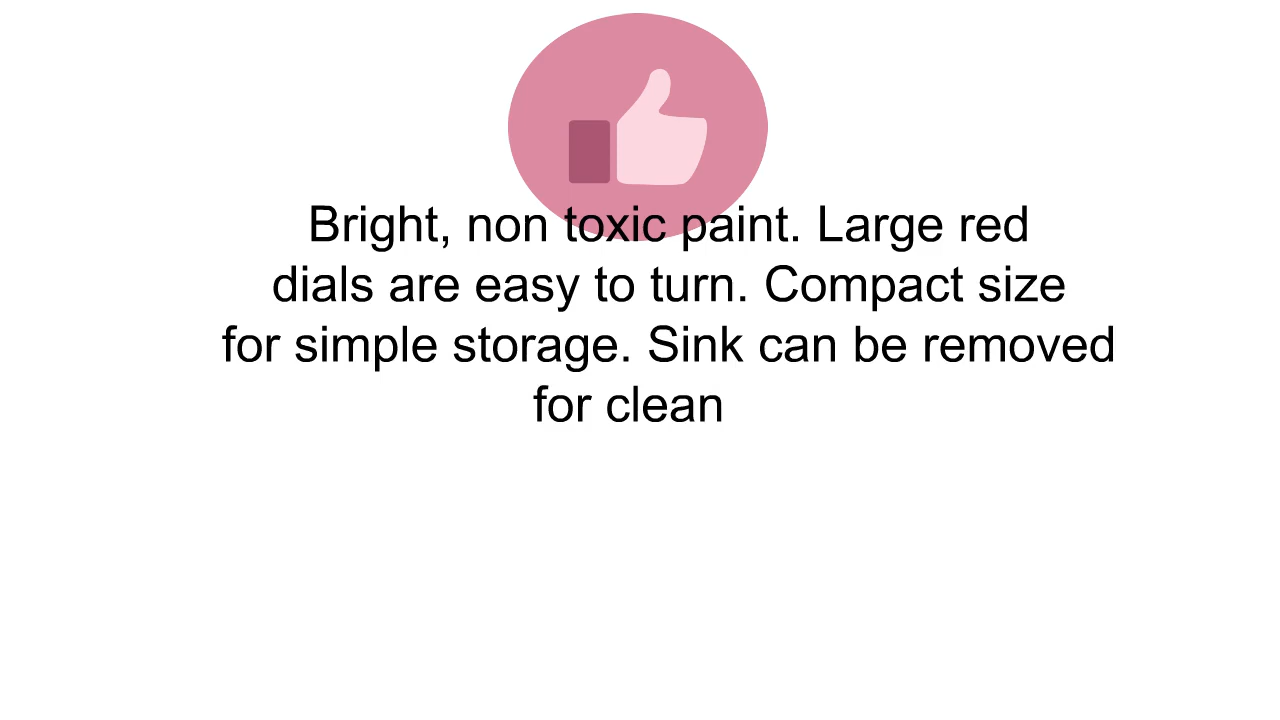 Bright, non toxic paint. Large red
dials are easy to turn. Compact size
for simple storage. Sink can be removed
for clean